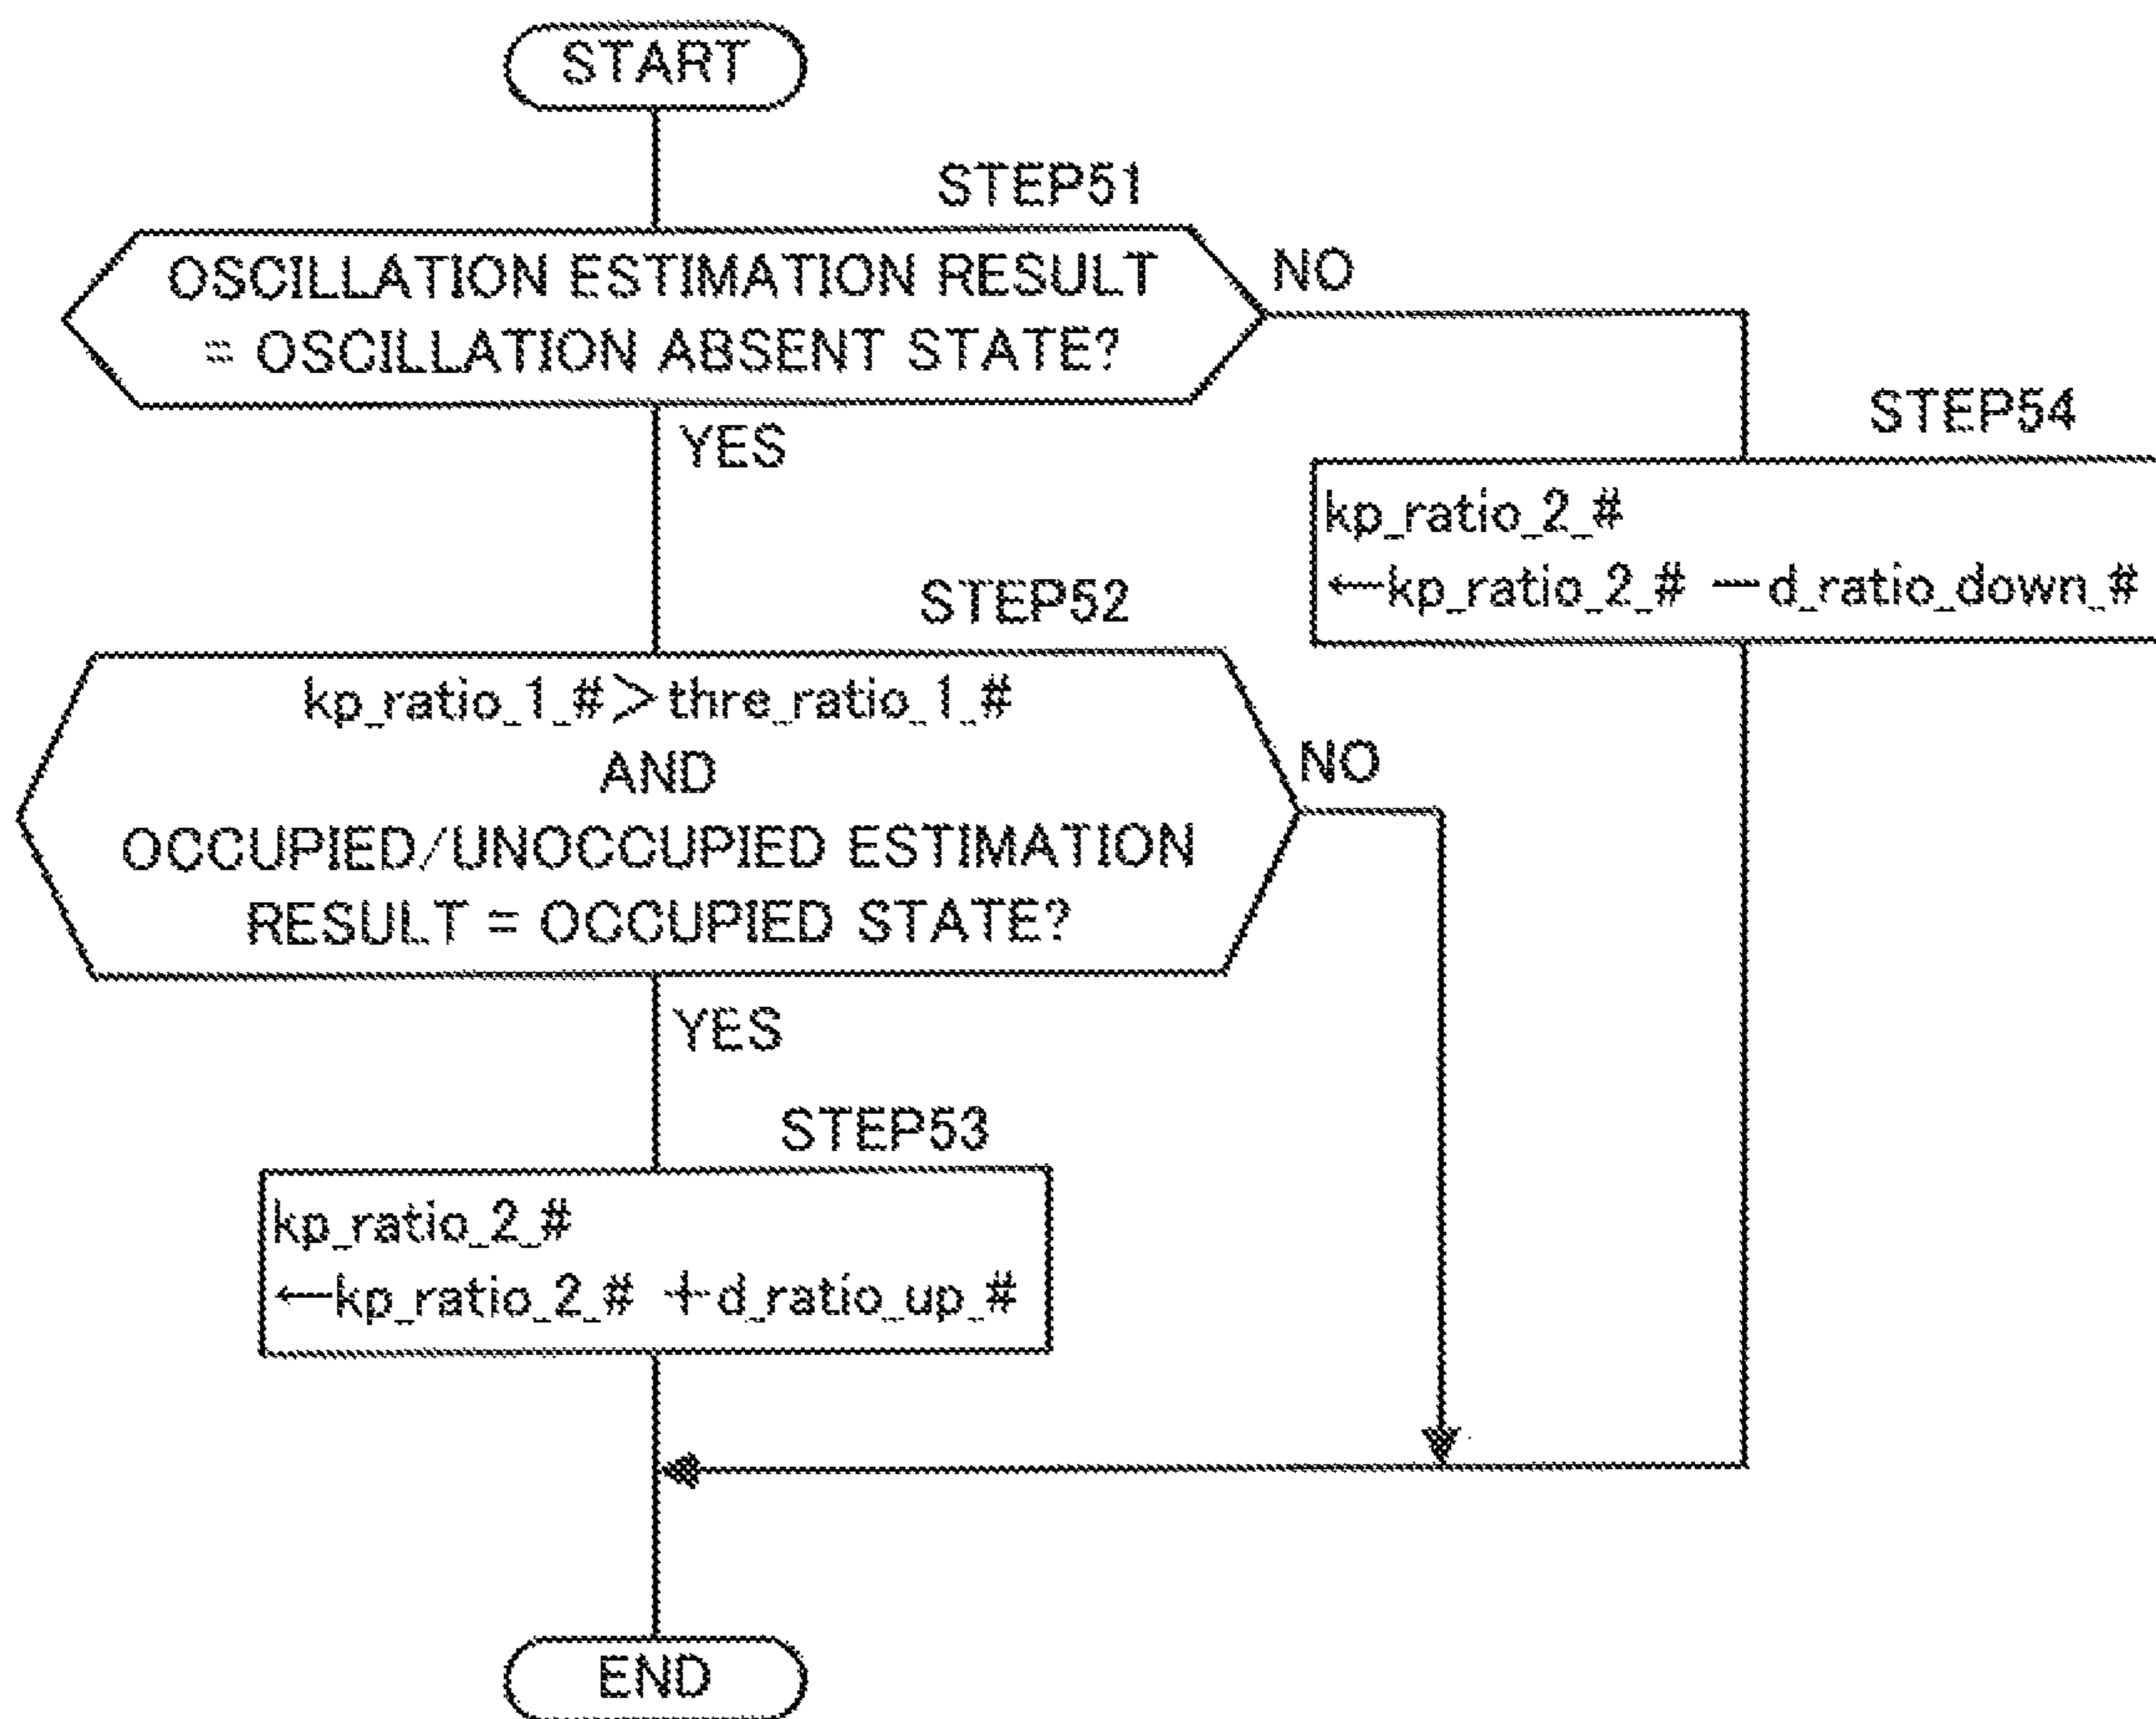 START
STEP51
OSCILLATION ESTIMATION RESULT
= OSCILLATION ABSENT STATE?
NO
YES
STEP54
kp_ratio_2_#
←kp_ratio_2_# −d_ratio_down_#
STEP52
kp_ratio_1_#>thre_ratio_1_#
AND
OCCUPIED/UNOCCUPIED ESTIMATION
RESULT = OCCUPIED STATE?
NO
YES
STEP53
kp_ratio_2_#
←kp_ratio_2_# +d_ratio_up_#
END